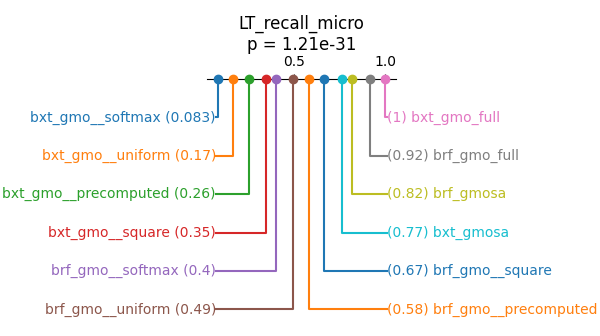 LT_recall_micro
p = 1.21e-31
0.5 1.0
bxt_gmo__softmax (0.083) (1) bxt_gmo_full
bxt_gmo__uniform (0.17) (0.92) brf_gmo_full
bxt_gmo__precomputed (0.26) (0.82) brf_gmosa
bxt_gmo__square (0.35) (0.77) bxt_gmosa
brf_gmo__softmax (0.4) (0.67) brf_gmo__square
brf_gmo__uniform (0.49) (0.58) brf_gmo__precomputed